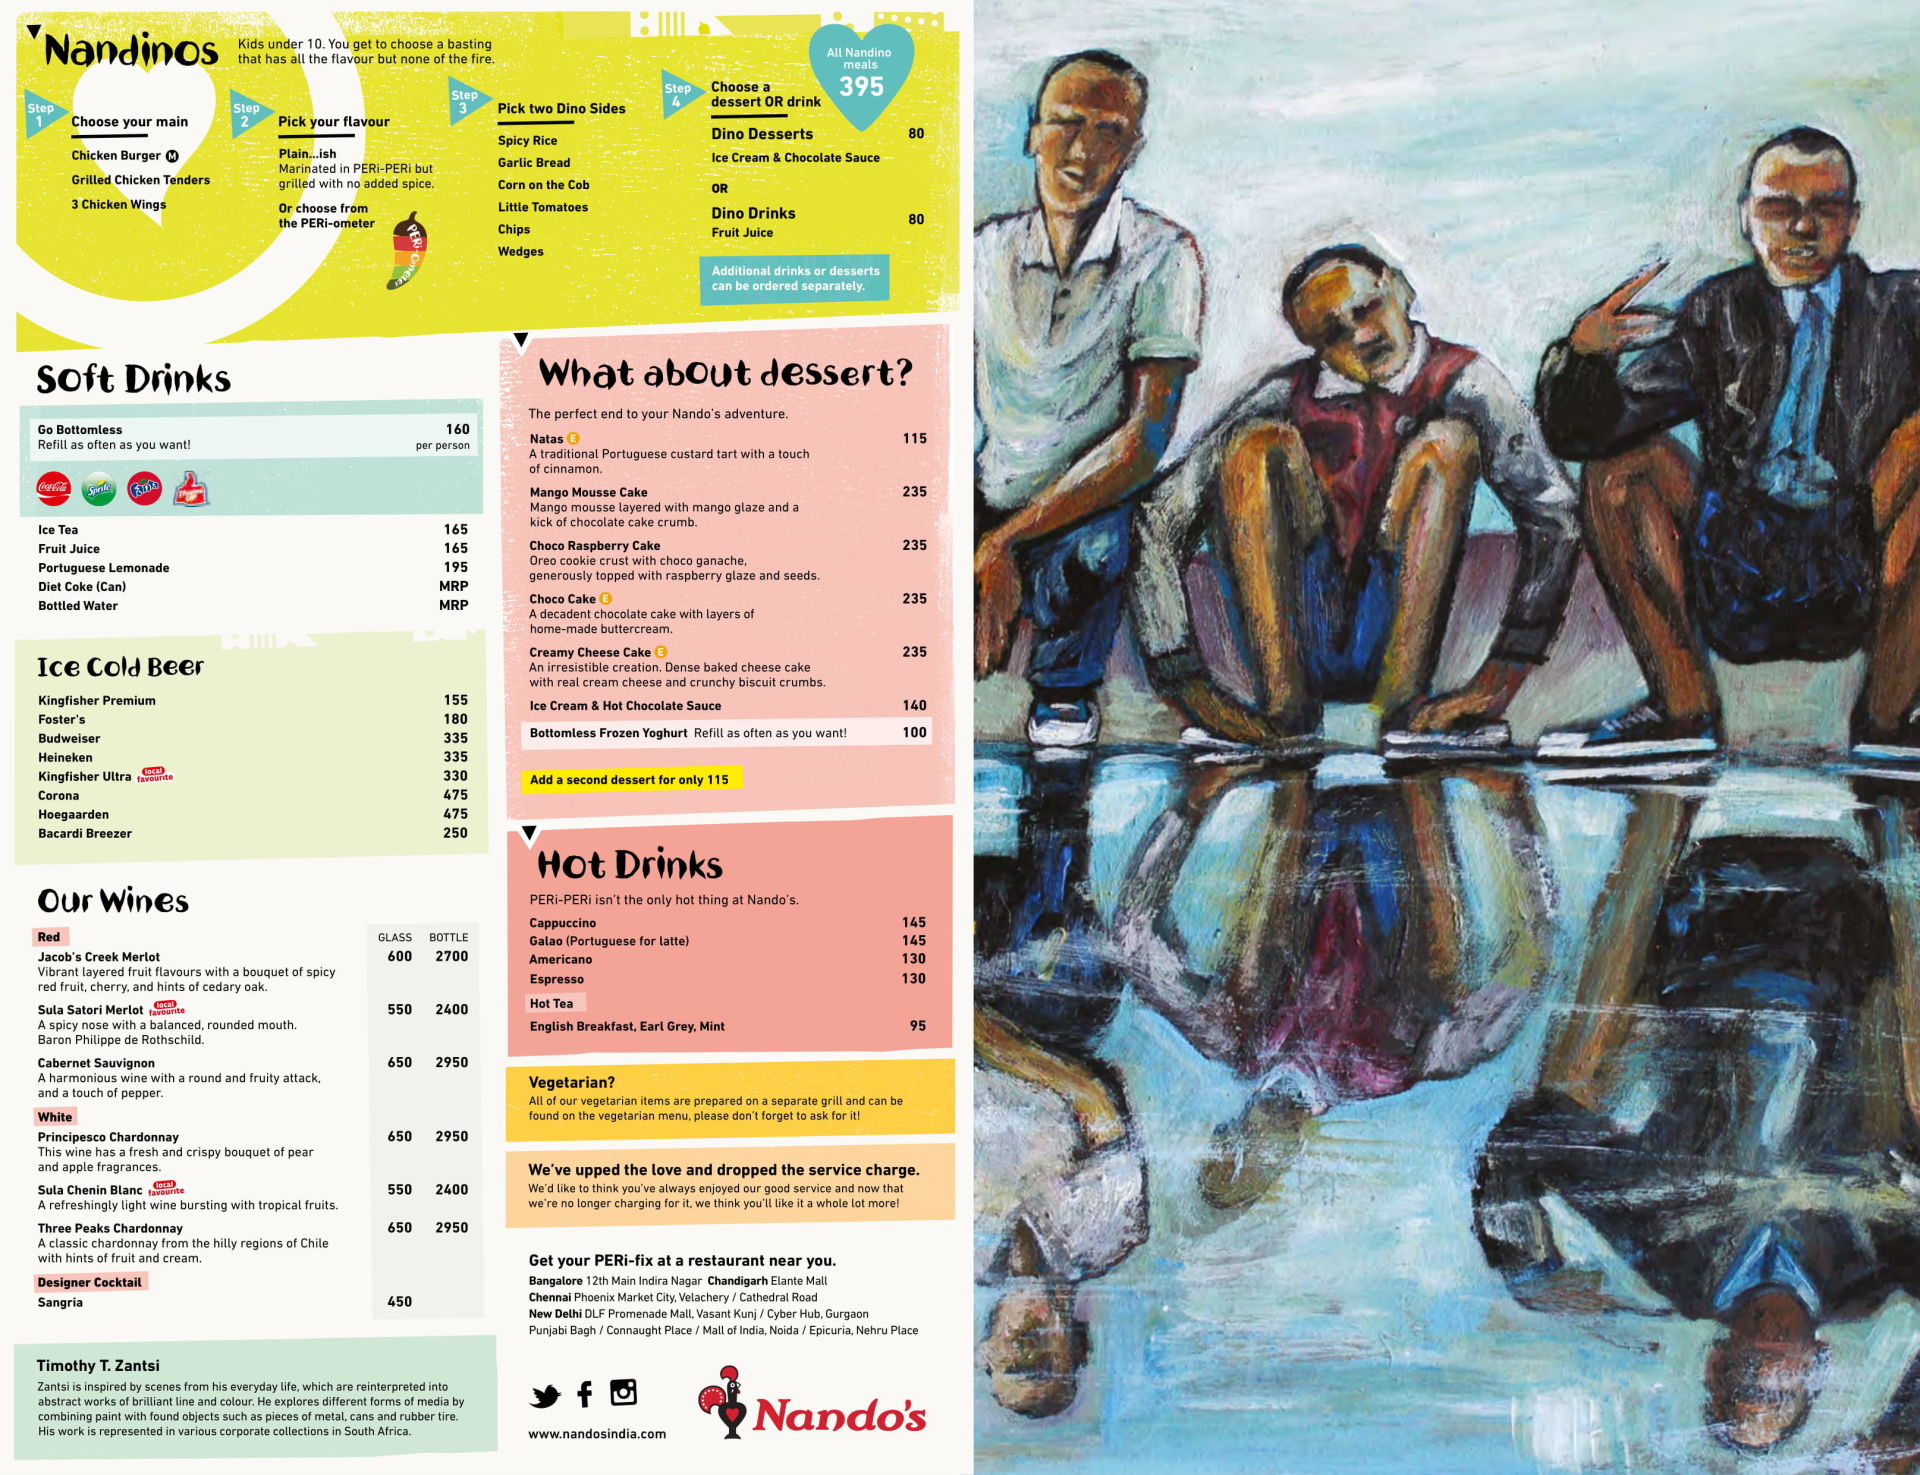 Nandinos
Kids under 10. You get to choose a basting
that has all the flavour but none of the fire.
All Nandino
meals
395
Step
1
Choose your main
Chicken Burger M
Grilled Chicken Tenders
3 Chicken Wings
Step
2
Pick your flavour
Plain...ish
Marinated in PERi-PERi but
grilled with no added spice.
Or choose from
the PERi-ometer
PERi-ometer
Step
3
Pick two Dino Sides
Spicy Rice
Garlic Bread
Corn on the Cob
Little Tomatoes
Chips
Wedges
Step
4
Choose a
dessert OR drink
Dino Desserts 80
Ice Cream & Chocolate Sauce
OR
Dino Drinks 80
Fruit Juice
Additional drinks or desserts
can be ordered separately.
Soft Drinks
Go Bottomless 160
Refill as often as you want! per person
Coca-Cola Sprite Fanta Thums Up
Ice Tea 165
Fruit Juice 165
Portuguese Lemonade 195
Diet Coke (Can) MRP
Bottled Water MRP
Ice Cold Beer
Kingfisher Premium 155
Foster's 180
Budweiser 335
Heineken 335
Kingfisher Ultra local favourite 330
Corona 475
Hoegaarden 475
Bacardi Breezer 250
Our Wines
Red GLASS BOTTLE
Jacob's Creek Merlot 600 2700
Vibrant layered fruit flavours with a bouquet of spicy
red fruit, cherry, and hints of cedary oak.
Sula Satori Merlot local favourite 550 2400
A spicy nose with a balanced, rounded mouth.
Baron Philippe de Rothschild.
Cabernet Sauvignon 650 2950
A harmonious wine with a round and fruity attack,
and a touch of pepper.
White
Principesco Chardonnay 650 2950
This wine has a fresh and crispy bouquet of pear
and apple fragrances.
Sula Chenin Blanc local favourite 550 2400
A refreshingly light wine bursting with tropical fruits.
Three Peaks Chardonnay 650 2950
A classic chardonnay from the hilly regions of Chile
with hints of fruit and cream.
Designer Cocktail
Sangria 450
Timothy T. Zantsi
Zantsi is inspired by scenes from his everyday life, which are reinterpreted into
abstract works of brilliant line and colour. He explores different forms of media by
combining paint with found objects such as pieces of metal, cans and rubber tire.
His work is represented in various corporate collections in South Africa.
What about dessert?
The perfect end to your Nando's adventure.
Natas E 115
A traditional Portuguese custard tart with a touch
of cinnamon.
Mango Mousse Cake 235
Mango mousse layered with mango glaze and a
kick of chocolate cake crumb.
Choco Raspberry Cake 235
Oreo cookie crust with choco ganache,
generously topped with raspberry glaze and seeds.
Choco Cake E 235
A decadent chocolate cake with layers of
home-made buttercream.
Creamy Cheese Cake E 235
An irresistible creation. Dense baked cheese cake
with real cream cheese and crunchy biscuit crumbs.
Ice Cream & Hot Chocolate Sauce 140
Bottomless Frozen Yoghurt Refill as often as you want! 100
Add a second dessert for only 115
Hot Drinks
PERi-PERi isn't the only hot thing at Nando's.
Cappuccino 145
Galao (Portuguese for latte) 145
Americano 130
Espresso 130
Hot Tea
English Breakfast, Earl Grey, Mint 95
Vegetarian?
All of our vegetarian items are prepared on a separate grill and can be
found on the vegetarian menu, please don't forget to ask for it!
We've upped the love and dropped the service charge.
We'd like to think you've always enjoyed our good service and now that
we're no longer charging for it, we think you'll like it a whole lot more!
Get your PERi-fix at a restaurant near you.
Bangalore 12th Main Indira Nagar Chandigarh Elante Mall
Chennai Phoenix Market City, Velachery / Cathedral Road
New Delhi DLF Promenade Mall, Vasant Kunj / Cyber Hub, Gurgaon
Punjabi Bagh / Connaught Place / Mall of India, Noida / Epicuria, Nehru Place
www.nandosindia.com
Nando's